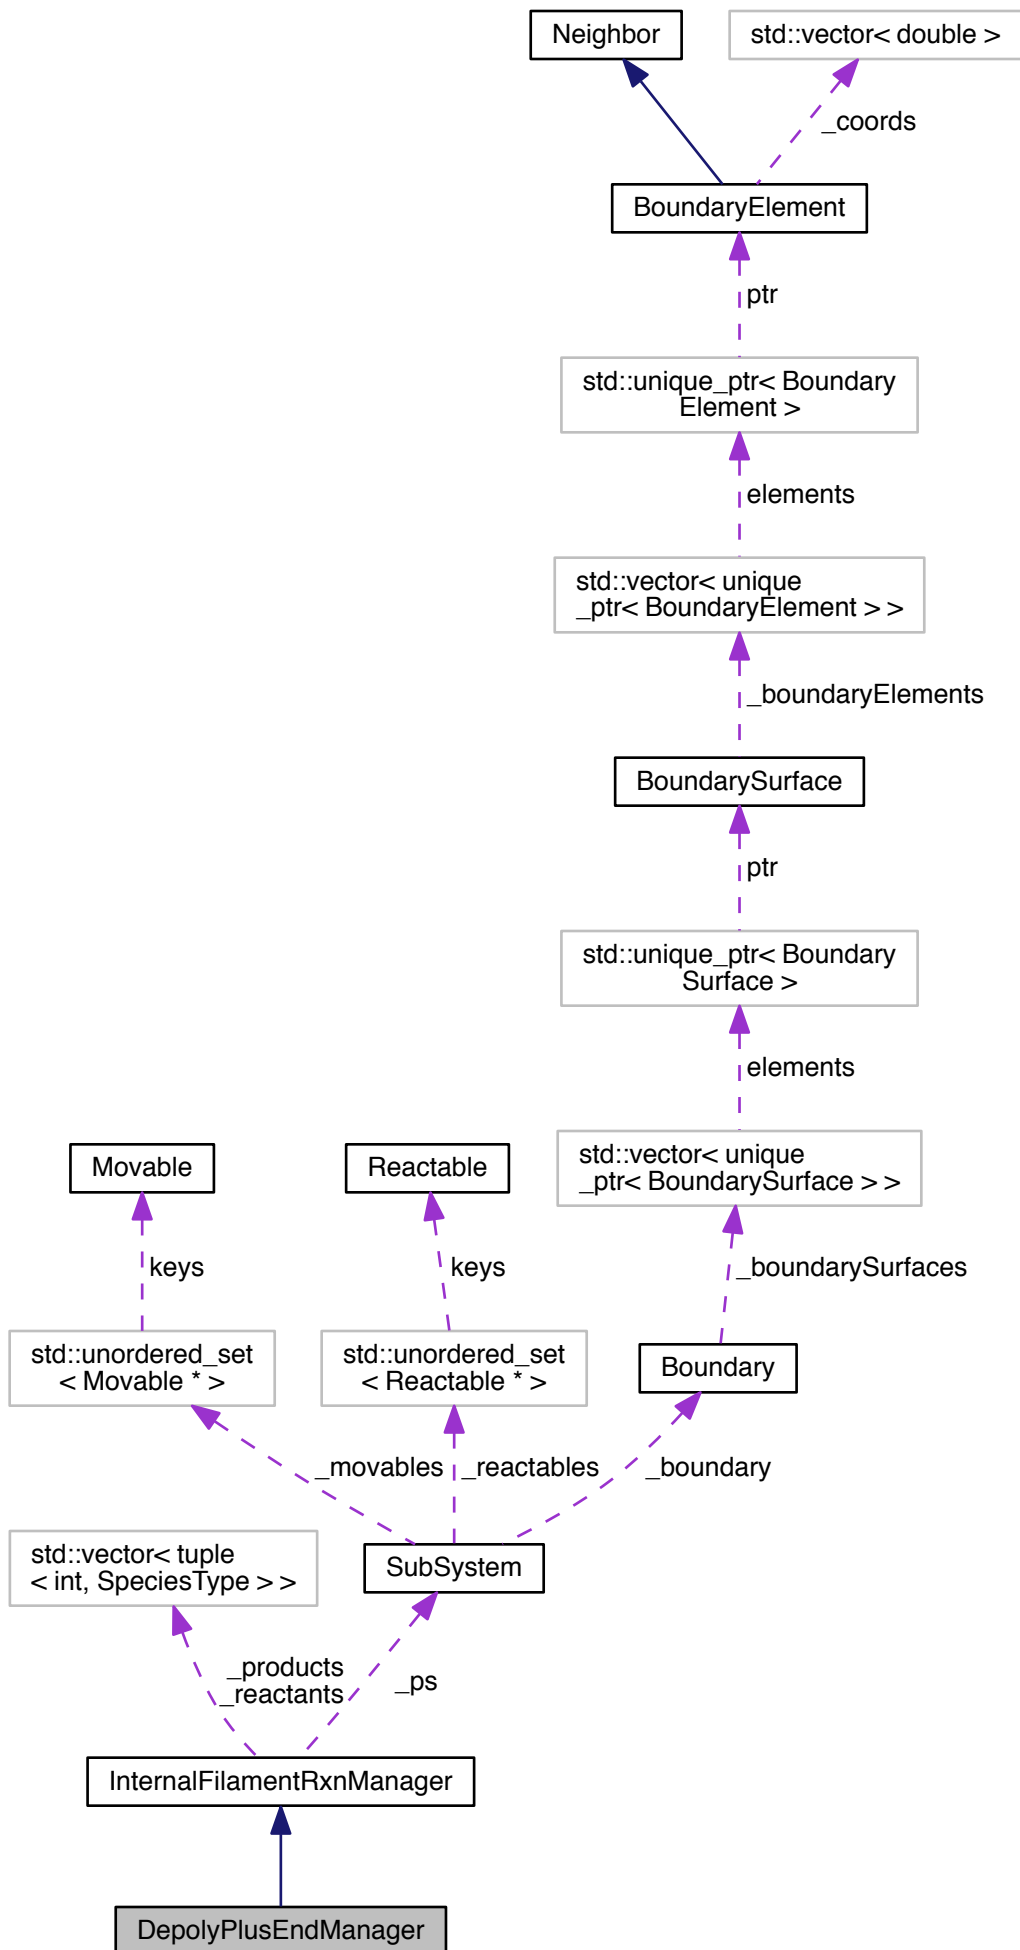 Neighbor
std::vector< double >
_coords
BoundaryElement
ptr
std::unique_ptr< Boundary
Element >
elements
std::vector< unique
_ptr< BoundaryElement > >
_boundaryElements
BoundarySurface
ptr
std::unique_ptr< Boundary
Surface >
elements
Movable
Reactable
std::vector< unique
_ptr< BoundarySurface > >
keys
keys
_boundarySurfaces
std::unordered_set
< Movable * >
std::unordered_set
< Reactable * >
Boundary
_movables
_reactables
_boundary
std::vector< tuple
< int, SpeciesType > >
SubSystem
_products
_reactants
_ps
InternalFilamentRxnManager
DepolyPlusEndManager